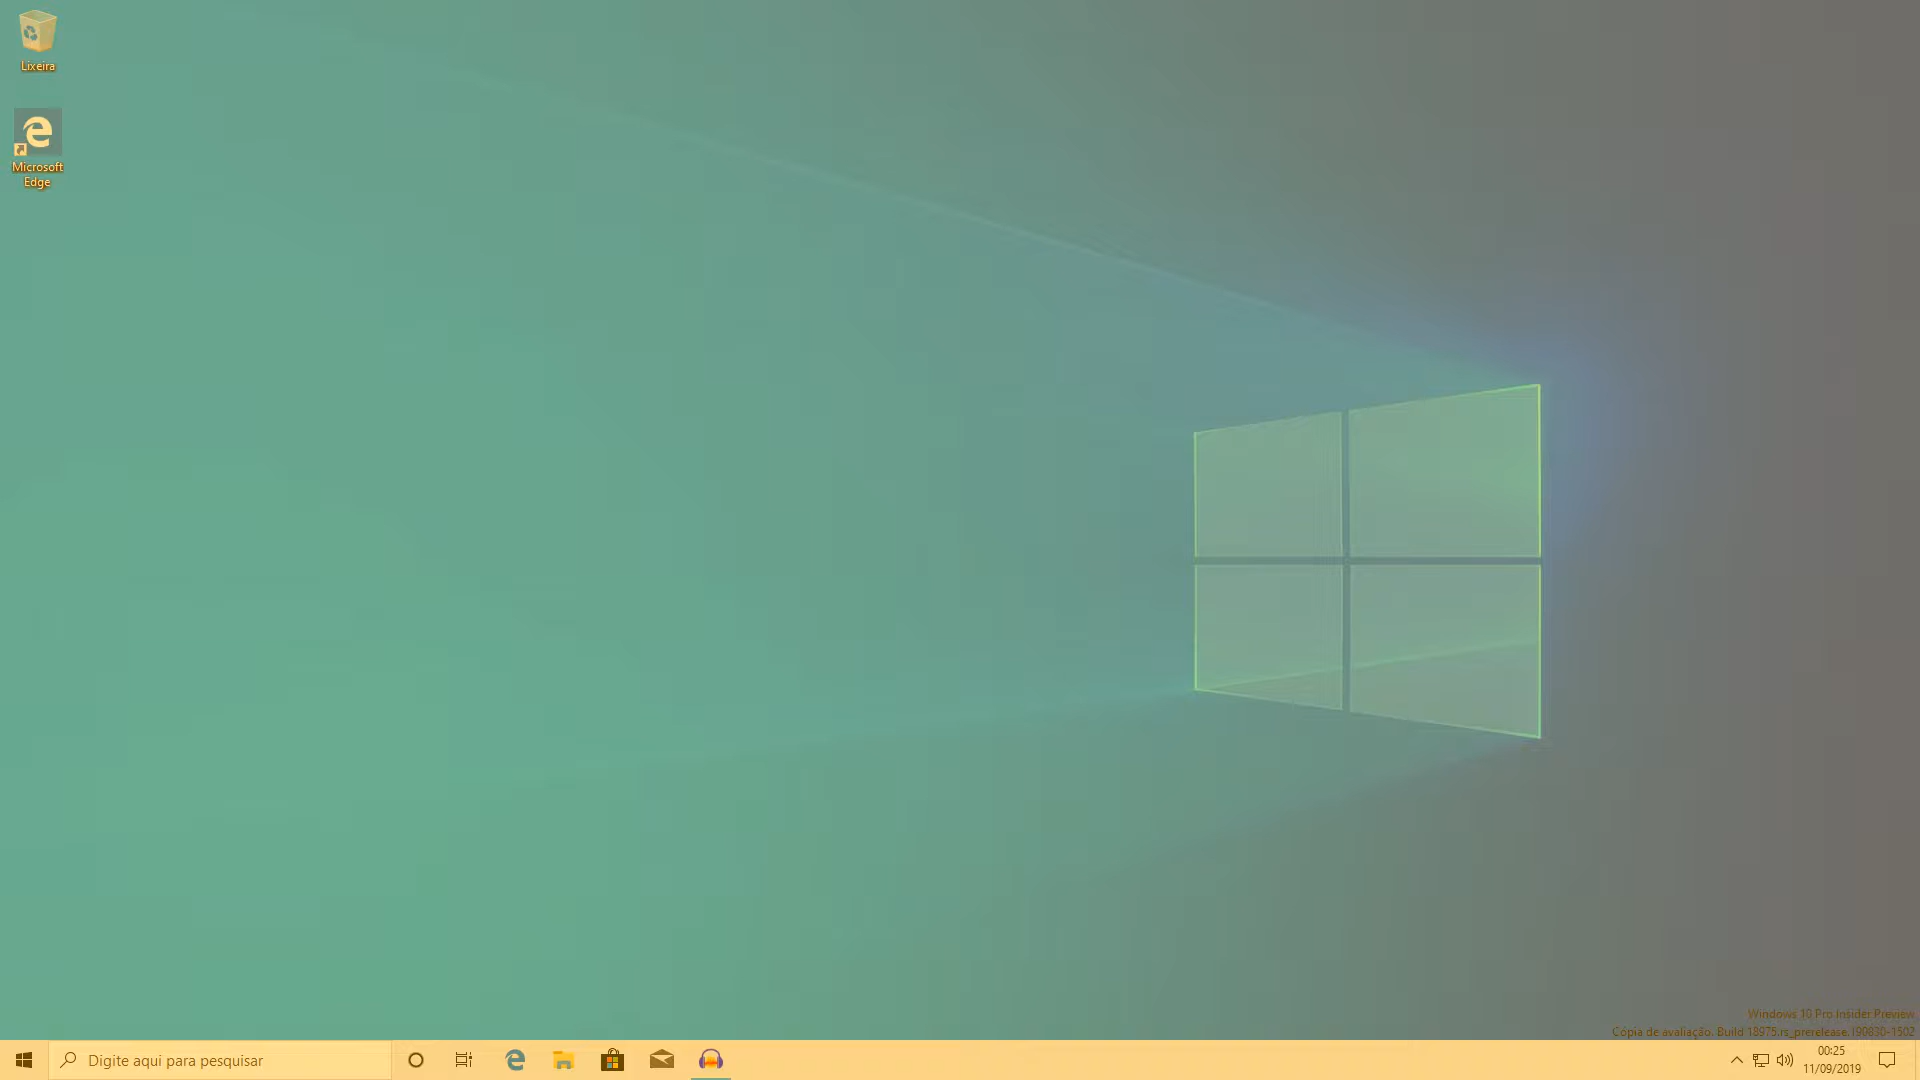 Lixeira
Microsoft
Edge
Windows 10 Pro Insider Preview
Cópia de avaliação. Build 18975.rs_prerelease.190830-1502
Digite aqui para pesquisar
00:25
11/09/2019